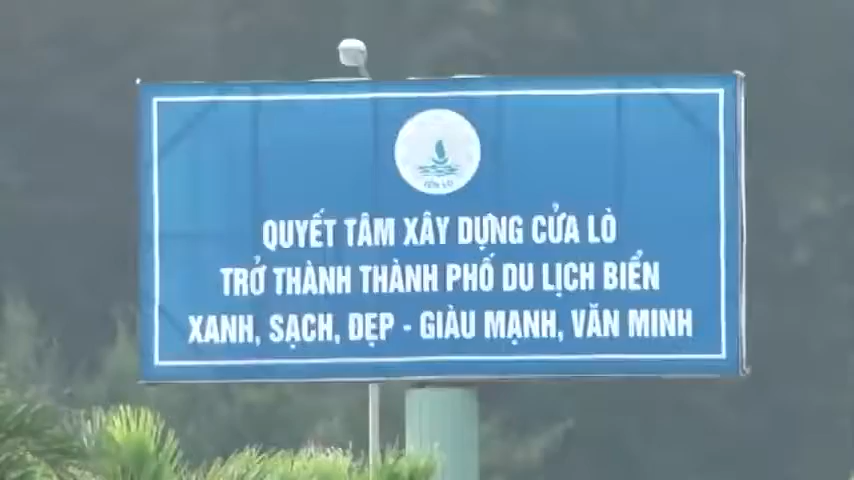 QUYẾT TÂM XÂY DỰNG CỬA LÒ
TRỞ THÀNH THÀNH PHỐ DU LỊCH BIỂN
XANH, SẠCH, ĐẸP - GIÀU MẠNH, VĂN MINH